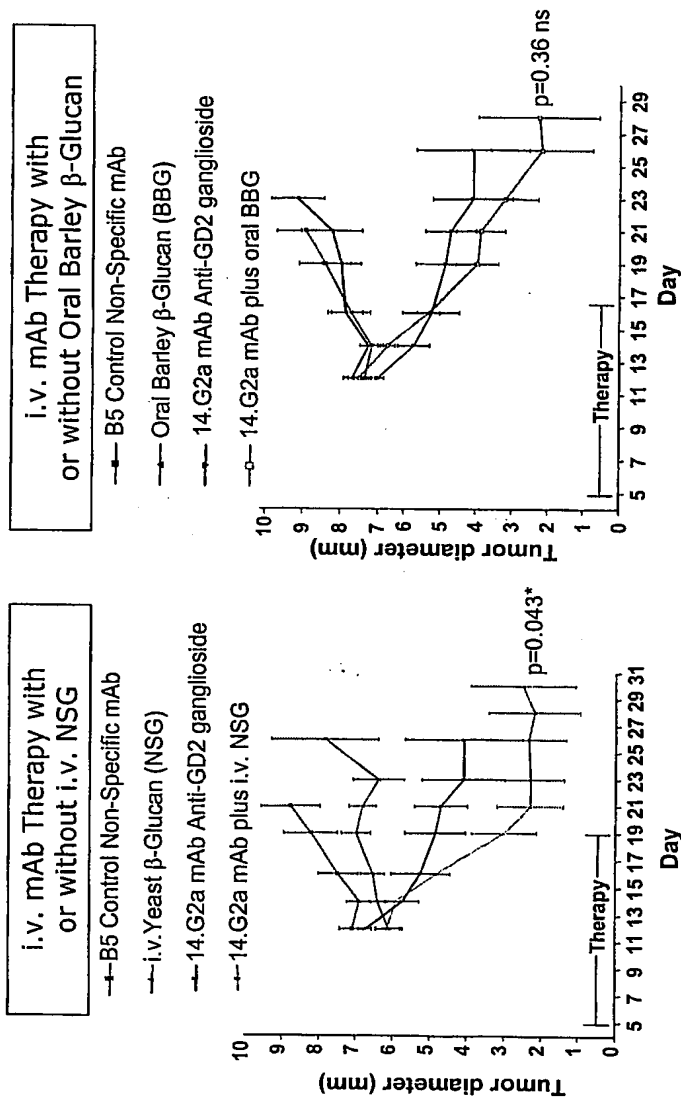 i.v. mAb Therapy with
or without i.v. NSG
B5 Control Non-Specific mAb
i.v.Yeast β-Glucan (NSG)
14.G2a mAb Anti-GD2 ganglioside
14.G2a mAb plus i.v. NSG
Tumor diameter (mm)
10
9
8
7
6
5
4
3
2
1
0
Therapy
p=0.043*
5 7 9 11 13 15 17 19 21 23 25 27 29 31
Day
i.v. mAb Therapy with
or without Oral Barley β-Glucan
B5 Control Non-Specific mAb
Oral Barley β-Glucan (BBG)
14.G2a mAb Anti-GD2 ganglioside
14.G2a mAb plus oral BBG
Tumor diameter (mm)
10
9
8
7
6
5
4
3
2
1
0
Therapy
p=0.36 ns
5 7 9 11 13 15 17 19 21 23 25 27 29
Day